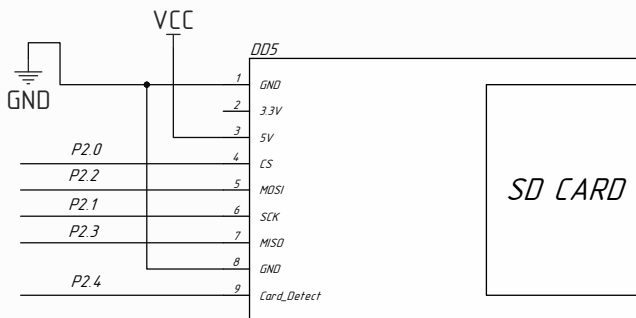 VCC
DD5
GND
1 GND
2 3.3V
3 5V
P2.0 4 CS
P2.2 5 MOSI
P2.1 6 SCK
P2.3 7 MISO
8 GND
P2.4 9 Card_Detect
SD CARD